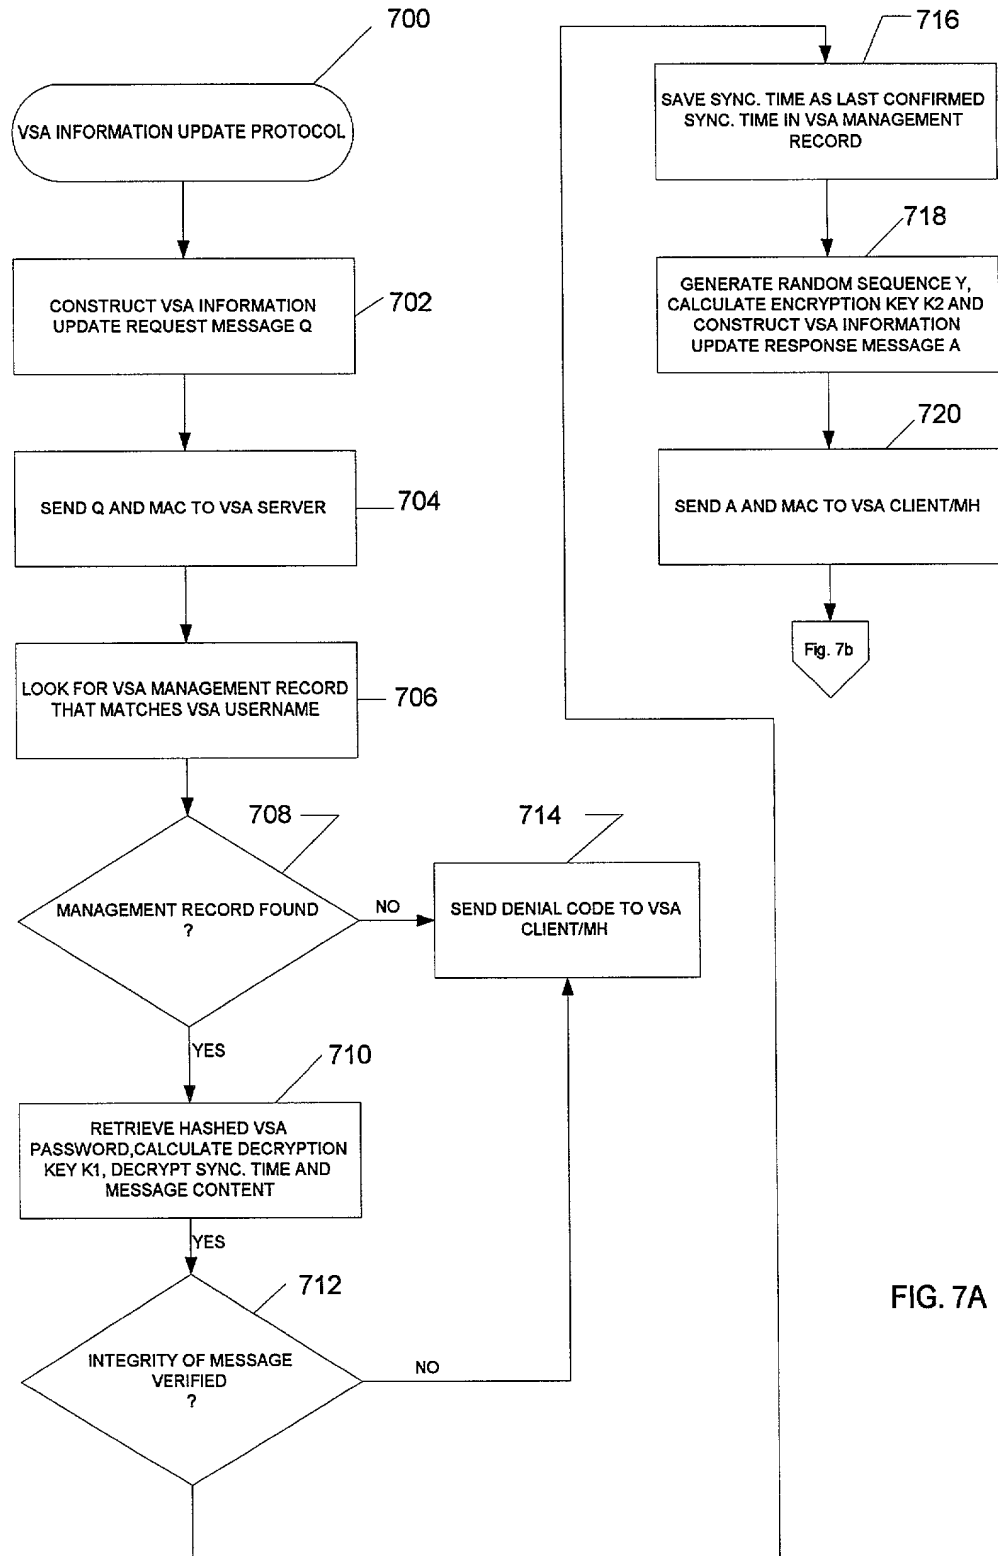 700
VSA INFORMATION UPDATE PROTOCOL
CONSTRUCT VSA INFORMATION
UPDATE REQUEST MESSAGE Q
702
SEND Q AND MAC TO VSA SERVER
704
LOOK FOR VSA MANAGEMENT RECORD
THAT MATCHES VSA USERNAME
706
708
MANAGEMENT RECORD FOUND
?
NO
714
SEND DENIAL CODE TO VSA
CLIENT/MH
YES
710
RETRIEVE HASHED VSA
PASSWORD,CALCULATE DECRYPTION
KEY K1, DECRYPT SYNC. TIME AND
MESSAGE CONTENT
YES
712
INTEGRITY OF MESSAGE
VERIFIED
?
NO
716
SAVE SYNC. TIME AS LAST CONFIRMED
SYNC. TIME IN VSA MANAGEMENT
RECORD
718
GENERATE RANDOM SEQUENCE Y,
CALCULATE ENCRYPTION KEY K2 AND
CONSTRUCT VSA INFORMATION
UPDATE RESPONSE MESSAGE A
720
SEND A AND MAC TO VSA CLIENT/MH
Fig. 7b
FIG. 7A